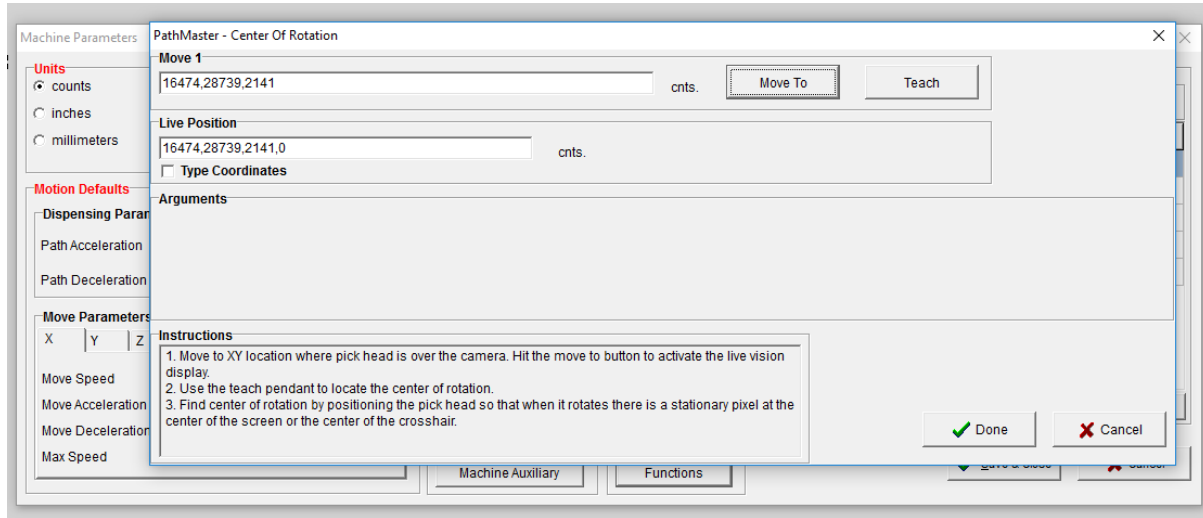 Machine Parameters
PathMaster - Center Of Rotation
Units
counts
inches
millimeters
Motion Defaults
Dispensing Paran
Path Acceleration
Path Deceleration
Move Parameters
X Y Z
Move Speed
Move Acceleration
Move Deceleration
Max Speed
Move 1
16474,28739,2141 cnts. Move To Teach
Live Position
16474,28739,2141,0 cnts.
Type Coordinates
Arguments
Instructions
1. Move to XY location where pick head is over the camera. Hit the move to button to activate the live vision
display.
2. Use the teach pendant to locate the center of rotation.
3. Find center of rotation by positioning the pick head so that when it rotates there is a stationary pixel at the
center of the screen or the center of the crosshair.
Done Cancel
Machine Auxiliary Functions